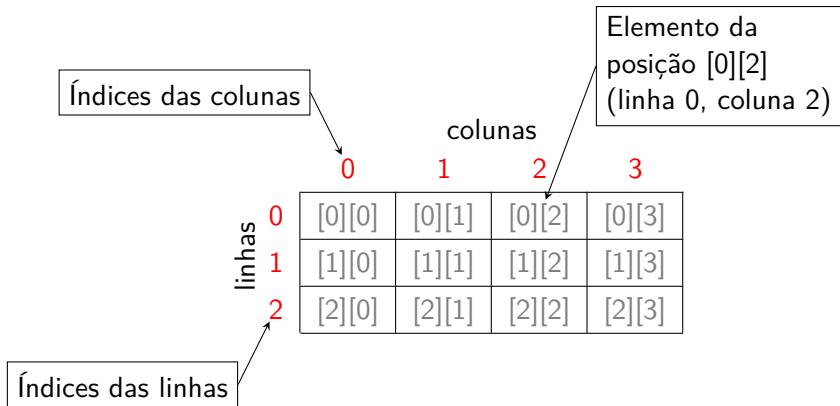 Elemento da
posição [0][2]
(linha 0, coluna 2)
Índices das colunas
colunas
0 1 2 3
linhas
0 [0][0] [0][1] [0][2] [0][3]
1 [1][0] [1][1] [1][2] [1][3]
2 [2][0] [2][1] [2][2] [2][3]
Índices das linhas